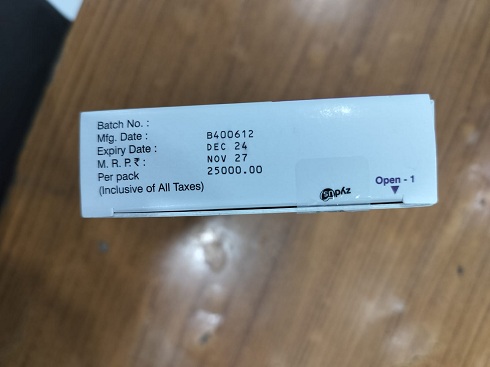 Batch No. :
Mfg. Date : B400612
Expiry Date : DEC 24
M. R. P. ₹ : NOV 27
Per pack 25000.00
(Inclusive of All Taxes)
Open - 1